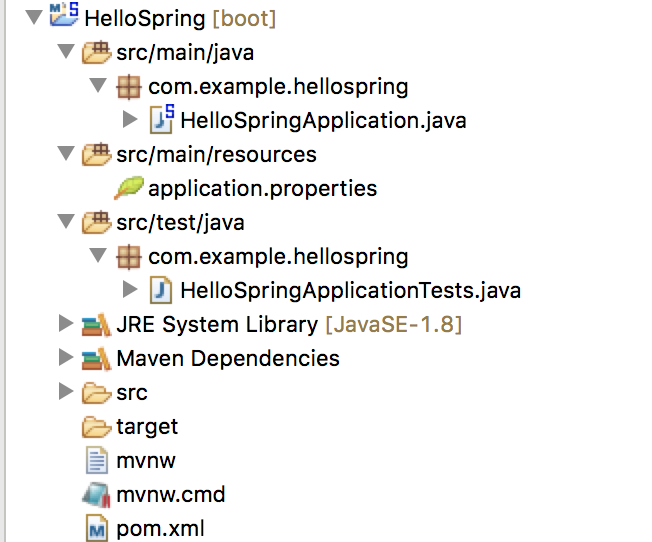 HelloSpring [boot]
src/main/java
com.example.hellospring
HelloSpringApplication.java
src/main/resources
application.properties
src/test/java
com.example.hellospring
HelloSpringApplicationTests.java
JRE System Library [JavaSE-1.8]
Maven Dependencies
src
target
mvnw
mvnw.cmd
pom.xml